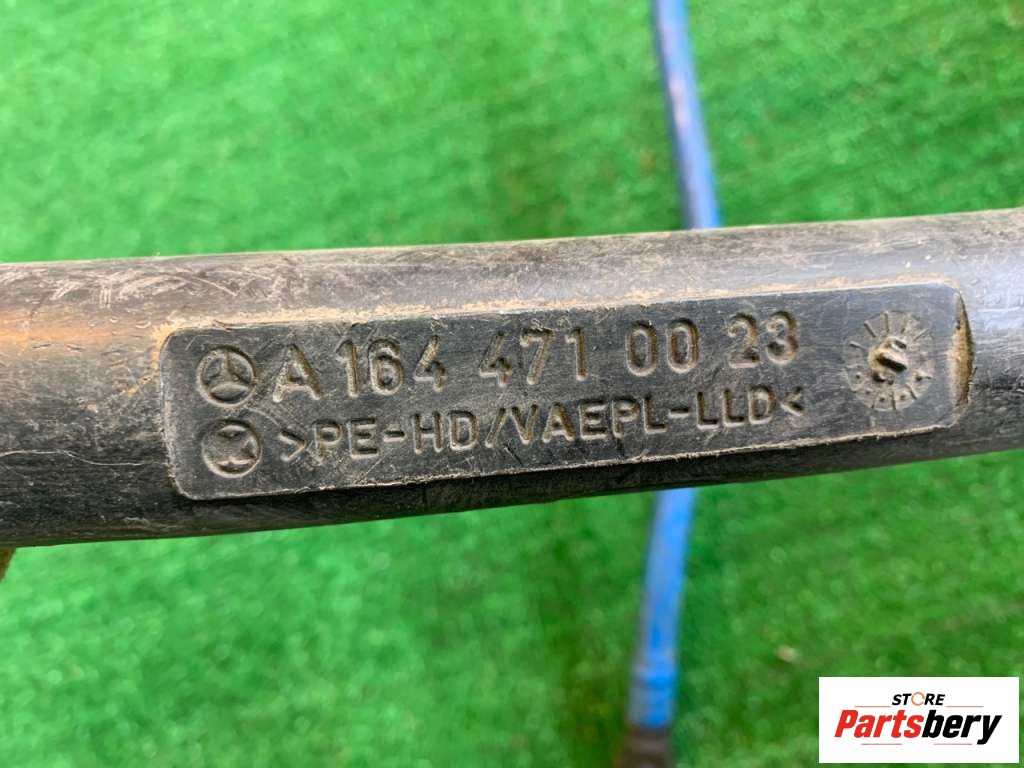 A 164 471 00 23
>PE-HD/VAEPL-LLD<
STORE
Partsbery